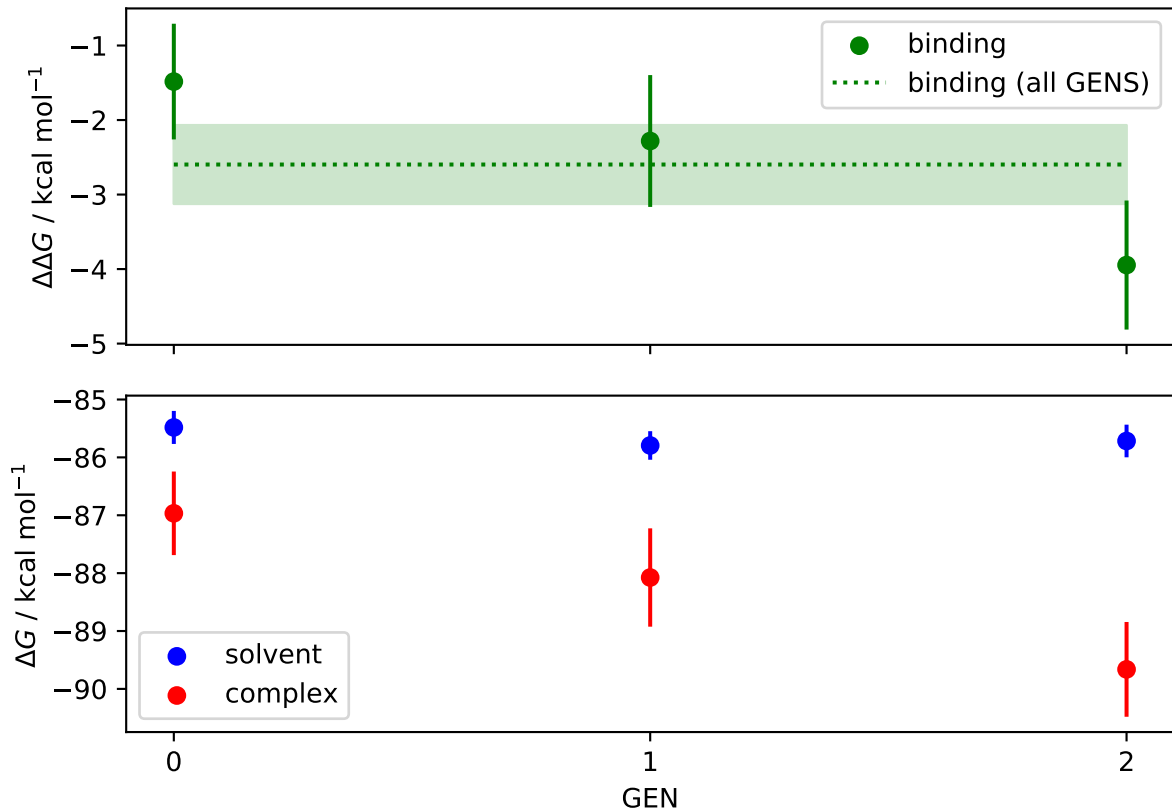 −1
−2
−3
−4
−5
ΔΔG / kcal mol⁻¹
binding
binding (all GENS)
−85
−86
−87
−88
−89
−90
ΔG / kcal mol⁻¹
solvent
complex
0 1 2
GEN